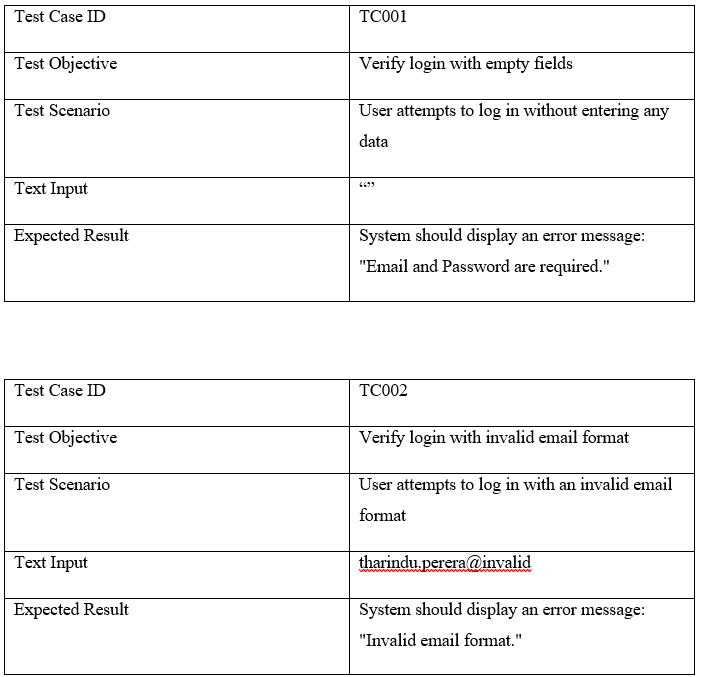 Test Case ID TC001
Test Objective Verify login with empty fields
Test Scenario User attempts to log in without entering any
data
Text Input “”
Expected Result System should display an error message:
"Email and Password are required."
Test Case ID TC002
Test Objective Verify login with invalid email format
Test Scenario User attempts to log in with an invalid email
format
Text Input tharindu.perera@invalid
Expected Result System should display an error message:
"Invalid email format."